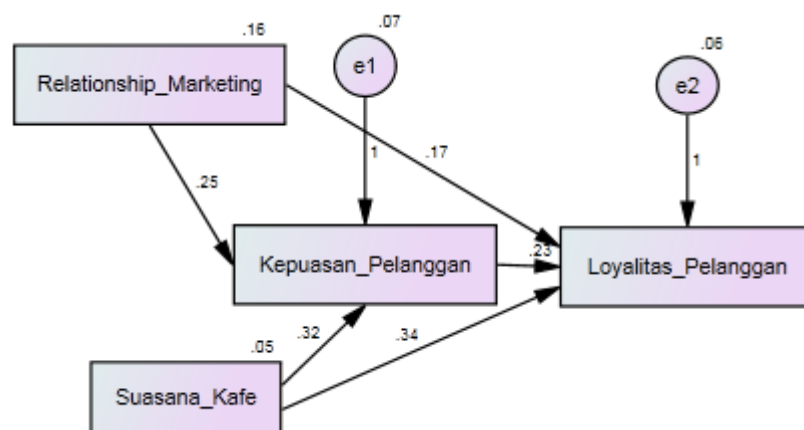 .16
Relationship_Marketing
.07
e1
.06
e2
1
.17
1
.25
Kepuasan_Pelanggan
.23
Loyalitas_Pelanggan
.32
.34
.05
Suasana_Kafe